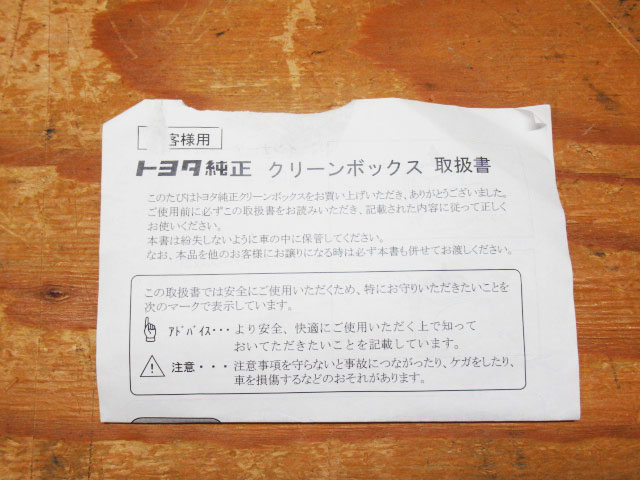 客様用
トヨタ純正 クリーンボックス 取扱書
このたびはトヨタ純正クリーンボックスをお買い上げいただき、ありがとうございました。
ご使用前に必ずこの取扱書をお読みいただき、記載された内容に従って正しく
お使いください。
本書は紛失しないように車の中に保管してください。
なお、本品を他のお客様にお譲りになる時は必ず本書も併せてお渡しください。
この取扱書では安全にご使用いただくため、特にお守りいただきたいことを
次のマークで表示しています。
ｱﾄﾞﾊﾞｲｽ・・・より安全、快適にご使用いただく上で知って
おいてただきたいことを記載しています。
注意・・・注意事項を守らないと事故につながったり、ケガをしたり、
車を損傷するなどのおそれがあります。